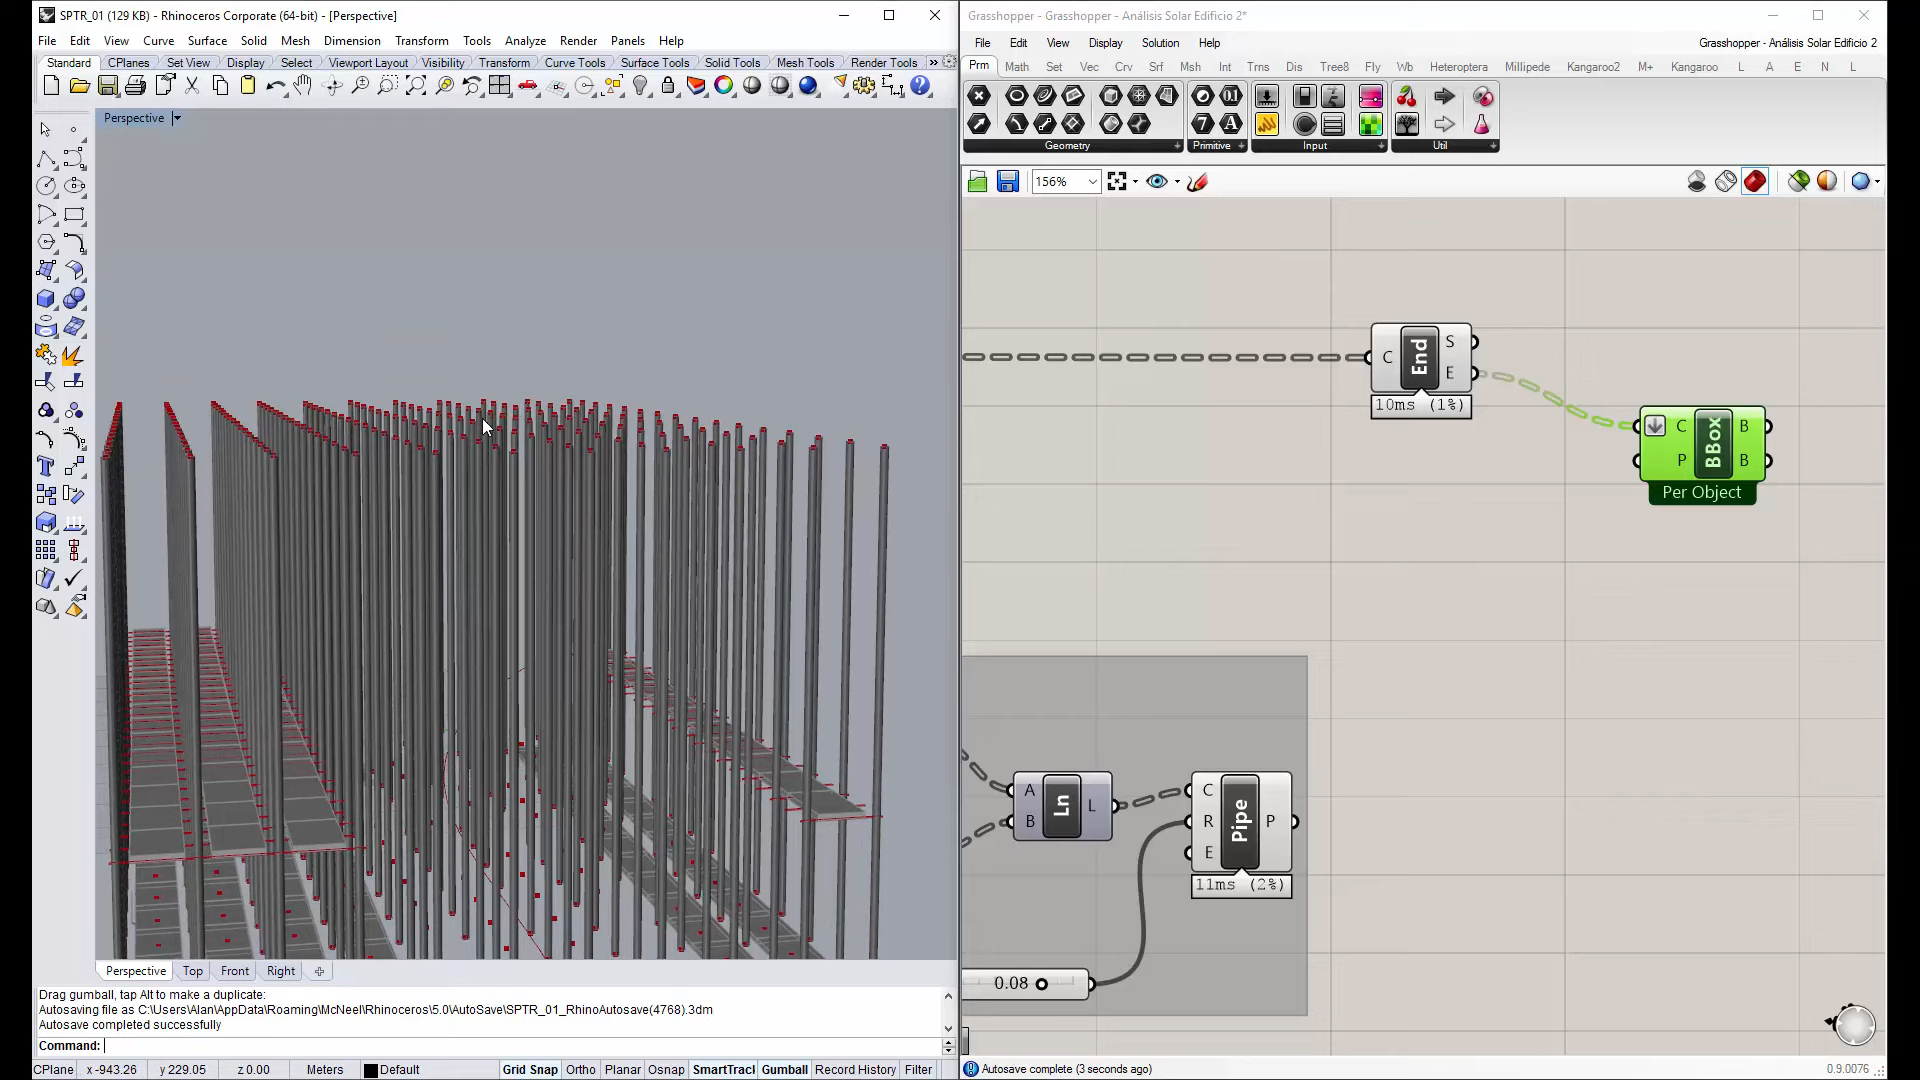 SPTR_01 (129 KB) - Rhinoceros Corporate (64-bit) - [Perspective]
File Edit View Curve Surface Solid Mesh Dimension Transform Tools Analyze Render Panels Help
Standard CPlanes Set View Display Select Viewport Layout Visibility Transform Curve Tools Surface Tools Solid Tools Mesh Tools Render Tools »
Perspective
Perspective Top Front Right
Drag gumball, tap Alt to make a duplicate:
Autosaving file as C:\Users\Alan\AppData\Roaming\McNeel\Rhinoceros\5.0\AutoSave\SPTR_01_RhinoAutosave(4768).3dm
Autosave completed successfully
Command:
CPlane x -943.26 y 229.05 z 0.00 Meters Default Grid Snap Ortho Planar Osnap SmartTracl Gumball Record History Filter
Grasshopper - Grasshopper - Análisis Solar Edificio 2*
File Edit View Display Solution Help
Grasshopper - Análisis Solar Edificio 2
Prm Math Set Vec Crv Srf Msh Int Trns Dis Tree8 Fly Wb Heteroptera Millipede Kangaroo2 M+ Kangaroo L A E N L
Geometry Primitive Input Util
156%
C End S E
10ms (1%)
C P BBox B B
Per Object
A B Ln L
C R E Pipe P
11ms (2%)
0.08
Autosave complete (3 seconds ago)
0.9.0076